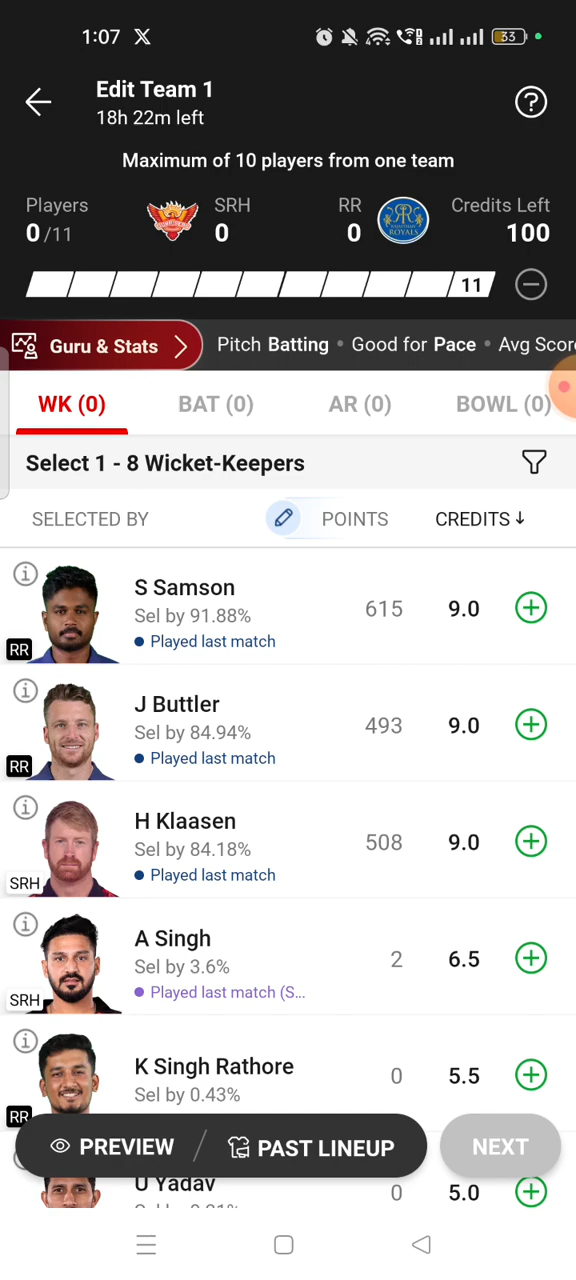 1:07 X 33
Edit Team 1
18h 22m left
Maximum of 10 players from one team
Players SRH RR Credits Left
0/11 0 0 100
11
Guru & Stats Pitch Batting • Good for Pace • Avg Score
WK (0) BAT (0) AR (0) BOWL (0)
Select 1 - 8 Wicket-Keepers
SELECTED BY POINTS CREDITS↓
S Samson
Sel by 91.88% 615 9.0
RR Played last match
J Buttler
Sel by 84.94% 493 9.0
RR Played last match
H Klaasen
Sel by 84.18% 508 9.0
SRH Played last match
A Singh
Sel by 3.6% 2 6.5
SRH Played last match (S...
K Singh Rathore
Sel by 0.43% 0 5.5
RR
PREVIEW / PAST LINEUP NEXT
U Yadav 0 5.0